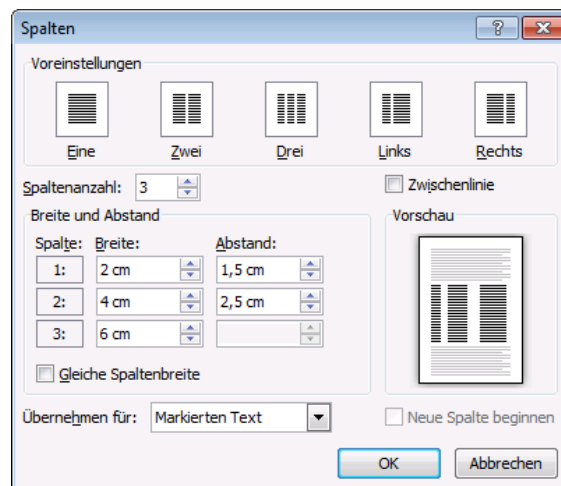 Spalten
Voreinstellungen
Eine Zwei Drei Links Rechts
Spaltenanzahl: 3 Zwischenlinie
Breite und Abstand Vorschau
Spalte: Breite: Abstand:
1: 2 cm 1,5 cm
2: 4 cm 2,5 cm
3: 6 cm
Gleiche Spaltenbreite
Übernehmen für: Markierten Text Neue Spalte beginnen
OK Abbrechen